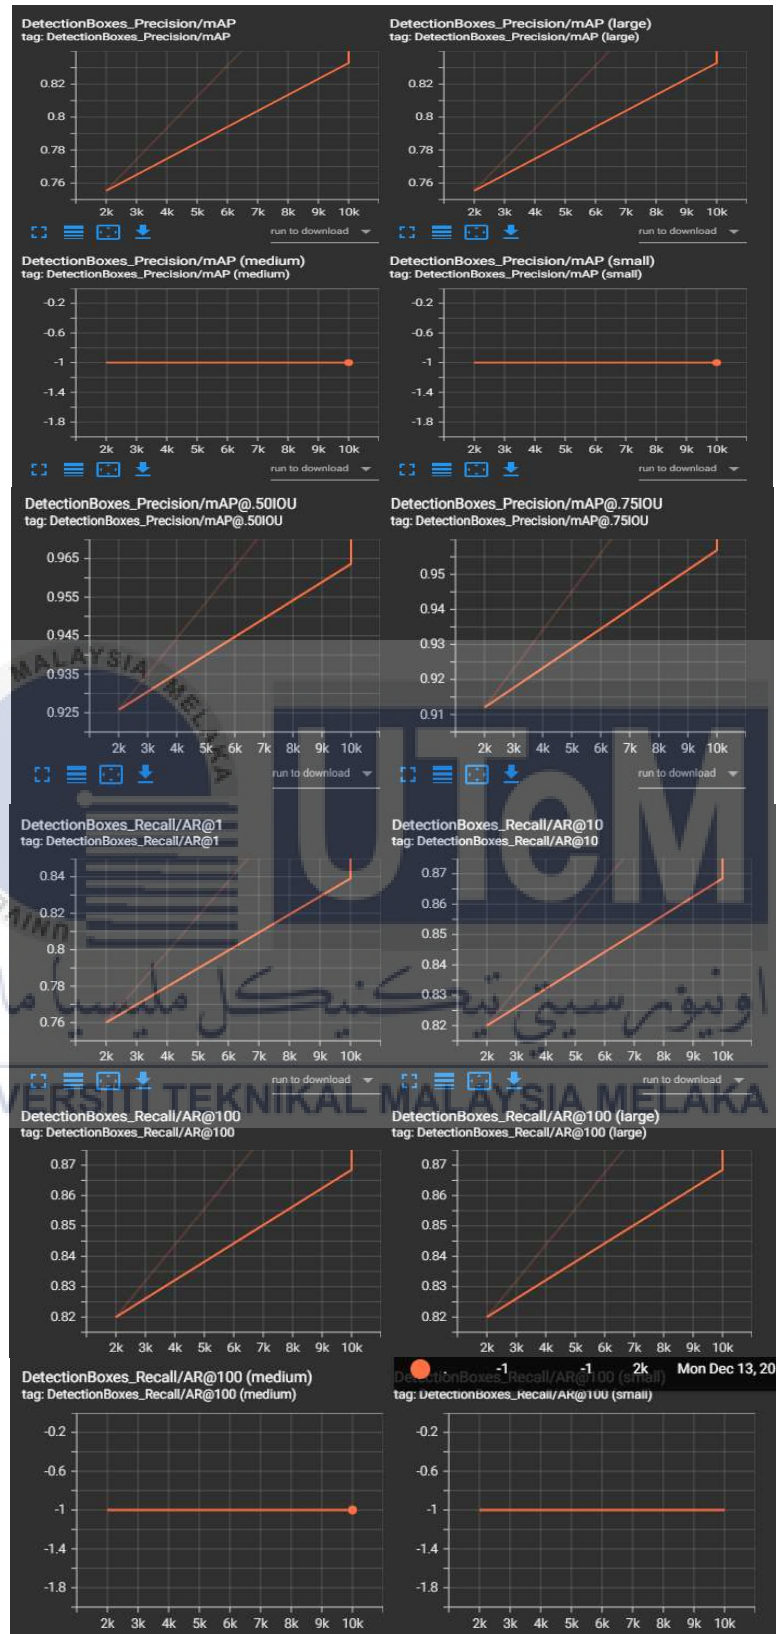 DetectionBoxes_Precision/mAP
tag: DetectionBoxes_Precision/mAP
0.82
0.8
0.78
0.76
2k 3k 4k 5k 6k 7k 8k 9k 10k
run to download
DetectionBoxes_Precision/mAP (large)
tag: DetectionBoxes_Precision/mAP (large)
0.82
0.8
0.78
0.76
2k 3k 4k 5k 6k 7k 8k 9k 10k
run to download
DetectionBoxes_Precision/mAP (medium)
tag: DetectionBoxes_Precision/mAP (medium)
-0.2
-0.6
-1
-1.4
-1.8
2k 3k 4k 5k 6k 7k 8k 9k 10k
run to download
DetectionBoxes_Precision/mAP (small)
tag: DetectionBoxes_Precision/mAP (small)
-0.2
-0.6
-1
-1.4
-1.8
2k 3k 4k 5k 6k 7k 8k 9k 10k
run to download
DetectionBoxes_Precision/mAP@.50IOU
tag: DetectionBoxes_Precision/mAP@.50IOU
0.965
0.955
0.945
0.935
0.925
2k 3k 4k 5k 6k 7k 8k 9k 10k
run to download
DetectionBoxes_Precision/mAP@.75IOU
tag: DetectionBoxes_Precision/mAP@.75IOU
0.95
0.94
0.93
0.92
0.91
2k 3k 4k 5k 6k 7k 8k 9k 10k
run to download
MALAYSIA MELAKA
UTeM
DetectionBoxes_Recall/AR@1
tag: DetectionBoxes_Recall/AR@1
0.84
0.82
0.8
0.78
0.76
2k 3k 4k 5k 6k 7k 8k 9k 10k
run to download
DetectionBoxes_Recall/AR@10
tag: DetectionBoxes_Recall/AR@10
0.87
0.86
0.85
0.84
0.83
0.82
2k 3k 4k 5k 6k 7k 8k 9k 10k
run to download
اونيۏرسيتي تيكنيكل مليسيا
VERSITI TEKNIKAL MALAYSIA MELAKA
DetectionBoxes_Recall/AR@100
tag: DetectionBoxes_Recall/AR@100
0.87
0.86
0.85
0.84
0.83
0.82
2k 3k 4k 5k 6k 7k 8k 9k 10k
DetectionBoxes_Recall/AR@100 (large)
tag: DetectionBoxes_Recall/AR@100 (large)
0.87
0.86
0.85
0.84
0.83
0.82
2k 3k 4k 5k 6k 7k 8k 9k 10k
DetectionBoxes_Recall/AR@100 (medium)
tag: DetectionBoxes_Recall/AR@100 (medium)
-0.2
-0.6
-1
-1.4
-1.8
2k 3k 4k 5k 6k 7k 8k 9k 10k
. -1 -1 2k Mon Dec 13, 20
DetectionBoxes_Recall/AR@100 (small)
tag: DetectionBoxes_Recall/AR@100 (small)
-0.2
-0.6
-1
-1.4
-1.8
2k 3k 4k 5k 6k 7k 8k 9k 10k